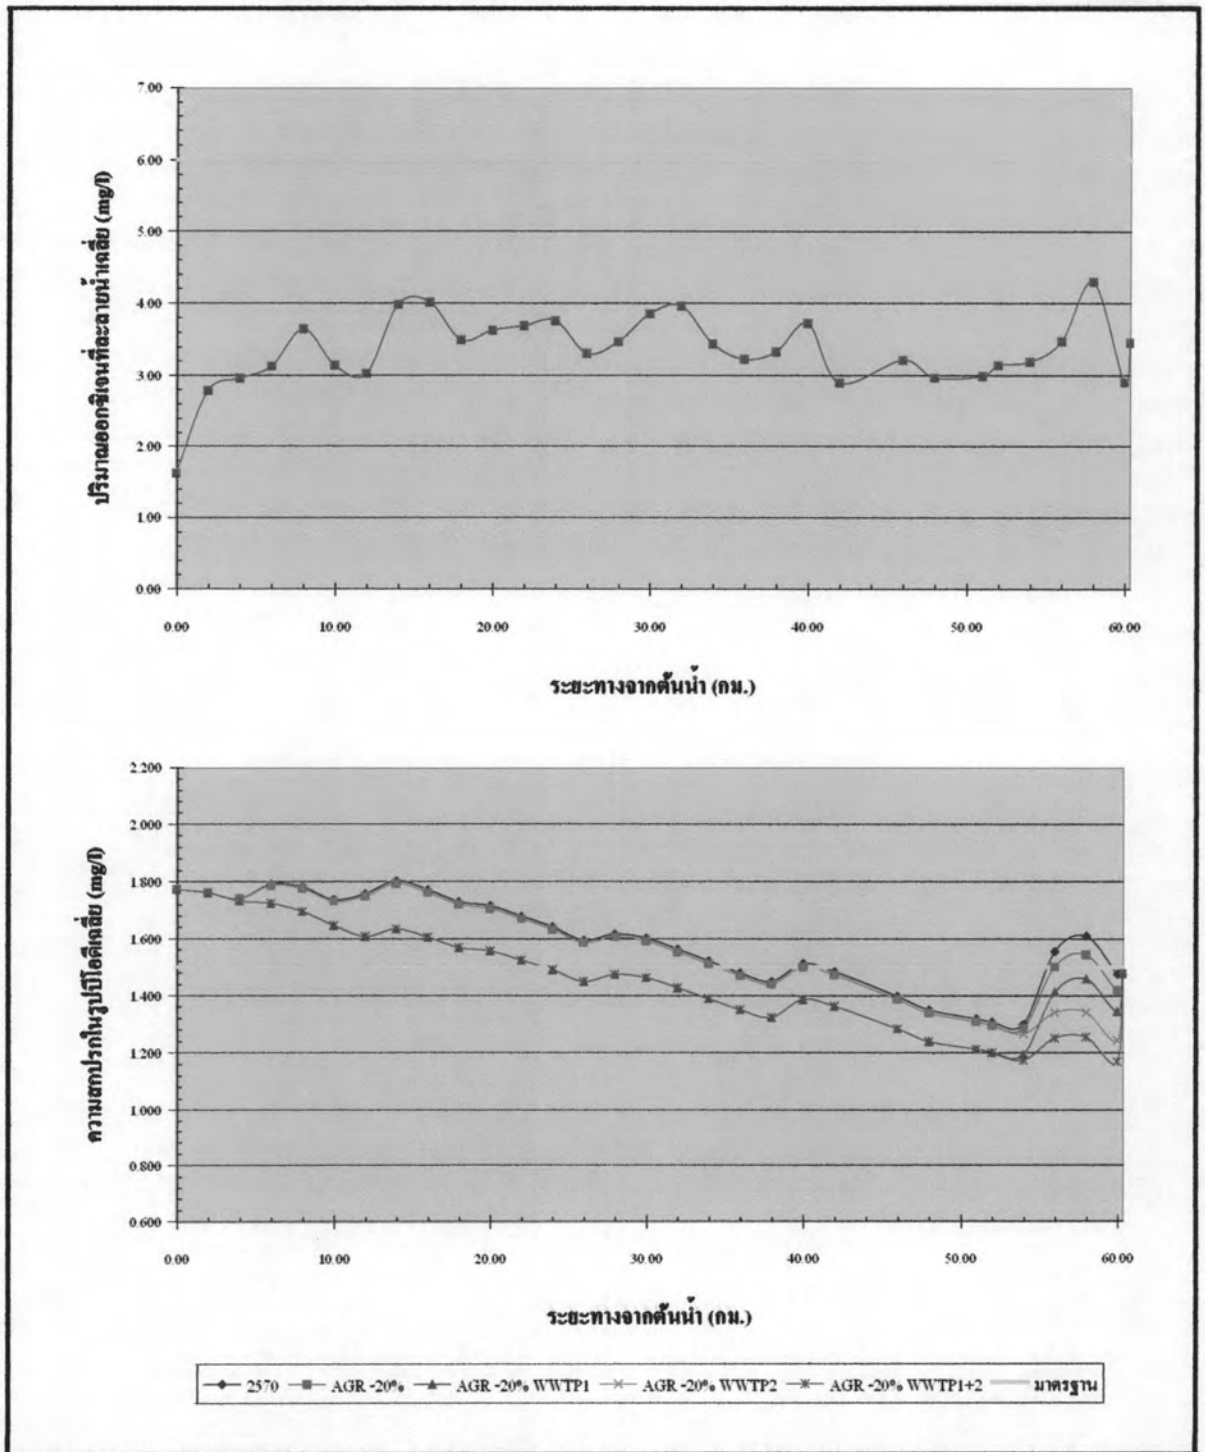 ปริมาณออกซิเจนที่ละลายน้ำเฉลี่ย (mg/l)
7.00
6.00
5.00
4.00
3.00
2.00
1.00
0.00
0.00 10.00 20.00 30.00 40.00 50.00 60.00
ระยะทางจากต้นน้ำ (กม.)
ความสกปรกในรูปบีโอดีเฉลี่ย (mg/l)
2.200
2.000
1.800
1.600
1.400
1.200
1.000
0.800
0.600
0.00 10.00 20.00 30.00 40.00 50.00 60.00
ระยะทางจากต้นน้ำ (กม.)
2570 AGR -20% AGR -20% WWTP1 AGR -20% WWTP2 AGR -20% WWTP1+2 มาตรฐาน